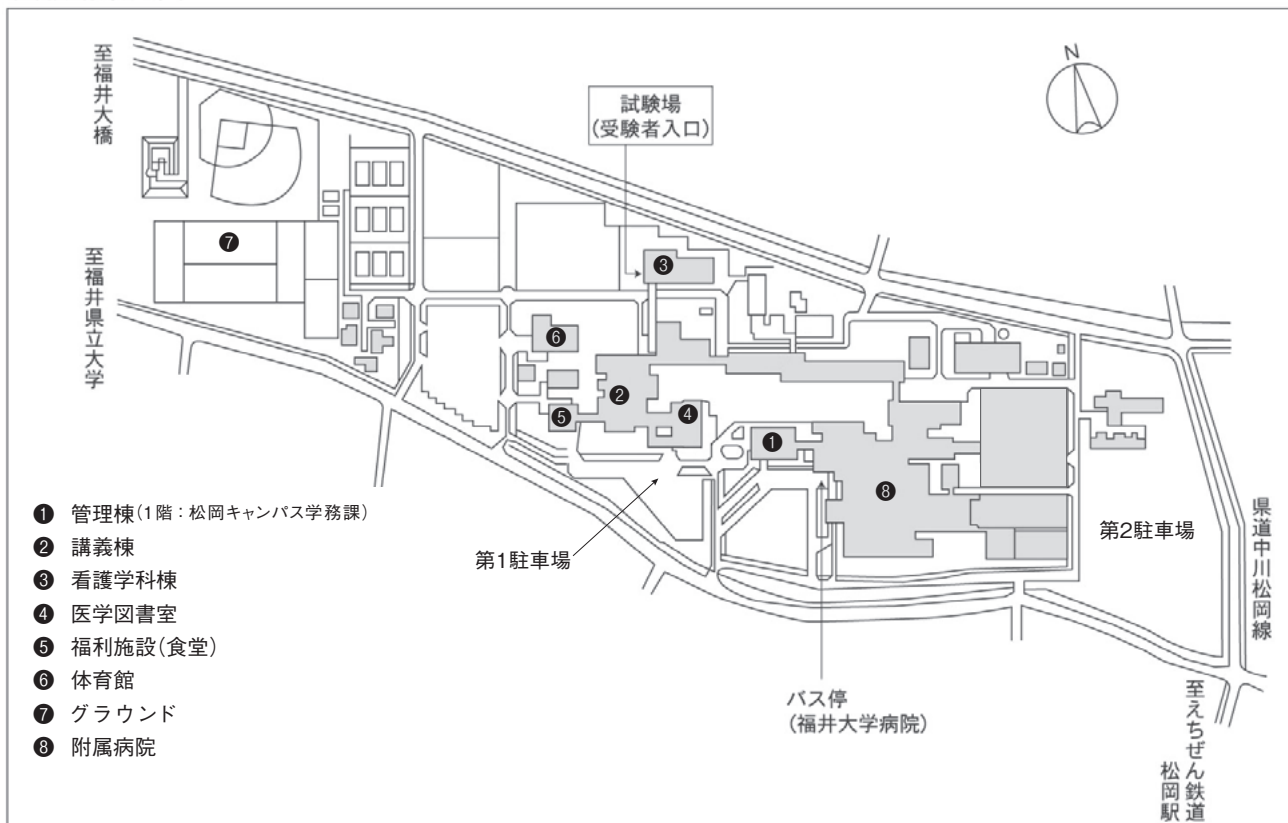 至福井大橋
N
試験場
(受験者入口)
❸
❼
至福井県立大学
❻
❷
❺
❹
❶
❽
❶ 管理棟(1階：松岡キャンパス学務課)
❷ 講義棟
❸ 看護学科棟
❹ 医学図書室
❺ 福利施設(食堂)
❻ 体育館
❼ グラウンド
❽ 附属病院
第1駐車場
第2駐車場
県道中川松岡線
バス停
(福井大学病院)
至えちぜん鉄道
松岡駅